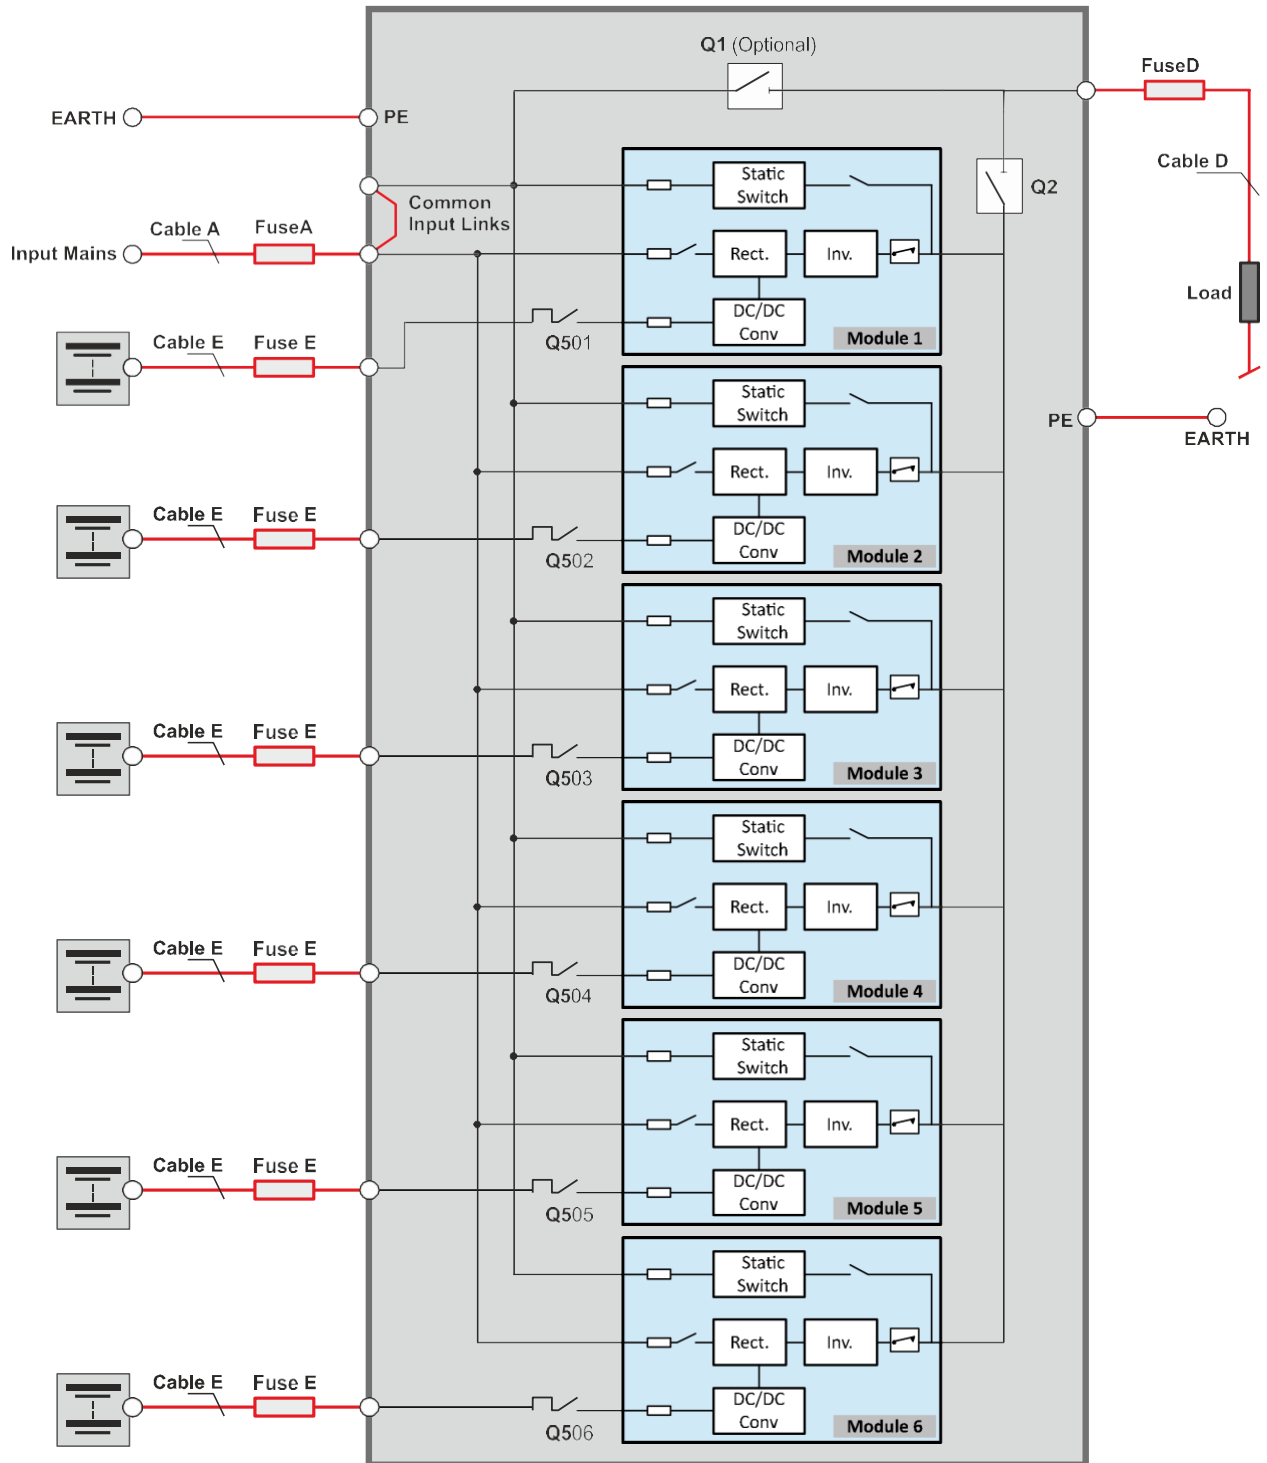 Q1 (Optional)
FuseD
EARTH
PE
Cable D
Static
Switch
Q2
Common
Input Links
Cable A
FuseA
Input Mains
Rect.
Inv.
Load
DC/DC
Conv
Module 1
Cable E
Fuse E
Q501
Static
Switch
PE
EARTH
Rect.
Inv.
Cable E
Fuse E
DC/DC
Conv
Module 2
Q502
Static
Switch
Rect.
Inv.
Cable E
Fuse E
DC/DC
Conv
Module 3
Q503
Static
Switch
Rect.
Inv.
Cable E
Fuse E
DC/DC
Conv
Module 4
Q504
Static
Switch
Rect.
Inv.
Cable E
Fuse E
DC/DC
Conv
Module 5
Q505
Static
Switch
Rect.
Inv.
Cable E
Fuse E
DC/DC
Conv
Module 6
Q506